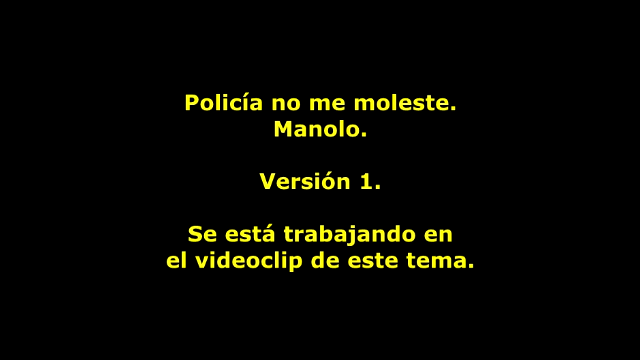 Policía no me moleste.
Manolo.
Versión 1.
Se está trabajando en
el videoclip de este tema.